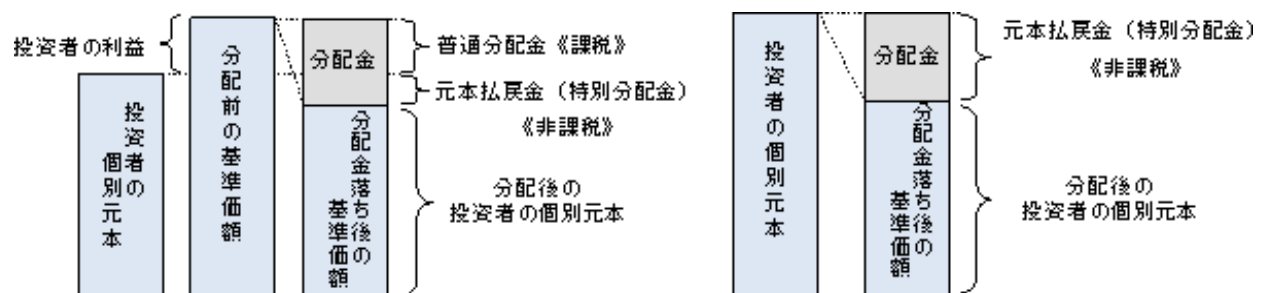 投資者の利益
投資者の
個別元本
分配前の基準価額
分配金
分配金落ち後の
基準価額
普通分配金《課税》
元本払戻金（特別分配金）
《非課税》
分配後の
投資者の個別元本
投資者の個別元本
分配金
分配金落ち後の
基準価額
元本払戻金（特別分配金）
《非課税》
分配後の
投資者の個別元本